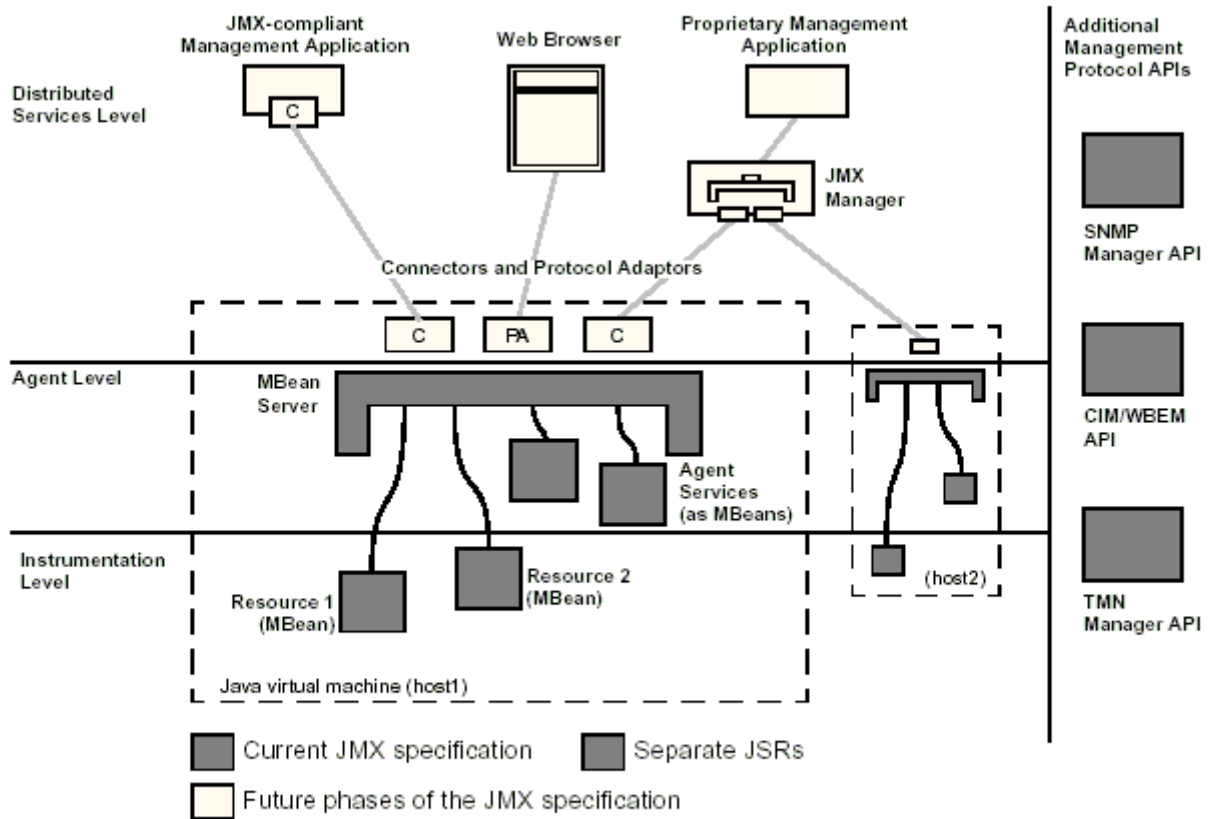 JMX-compliant
Management Application
Web Browser
Proprietary Management
Application
Additional
Management
Protocol APIs
Distributed
Services Level
C
JMX
Manager
SNMP
Manager API
Connectors and Protocol Adaptors
C
PA
C
Agent Level
MBean
Server
CIM/WBEM
API
Agent
Services
(as MBeans)
Instrumentation
Level
Resource 1
(MBean)
Resource 2
(MBean)
(host2)
TMN
Manager API
Java virtual machine (host1)
Current JMX specification
Separate JSRs
Future phases of the JMX specification